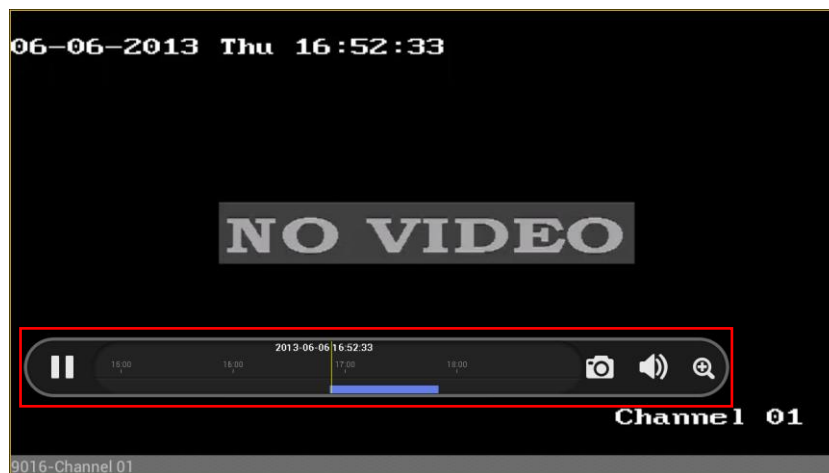 06-06-2013 Thu 16:52:33
NO VIDEO
2013-06-06 16:52:33
15:00 16:00 17:00 18:00
Channel 01
9016-Channel 01